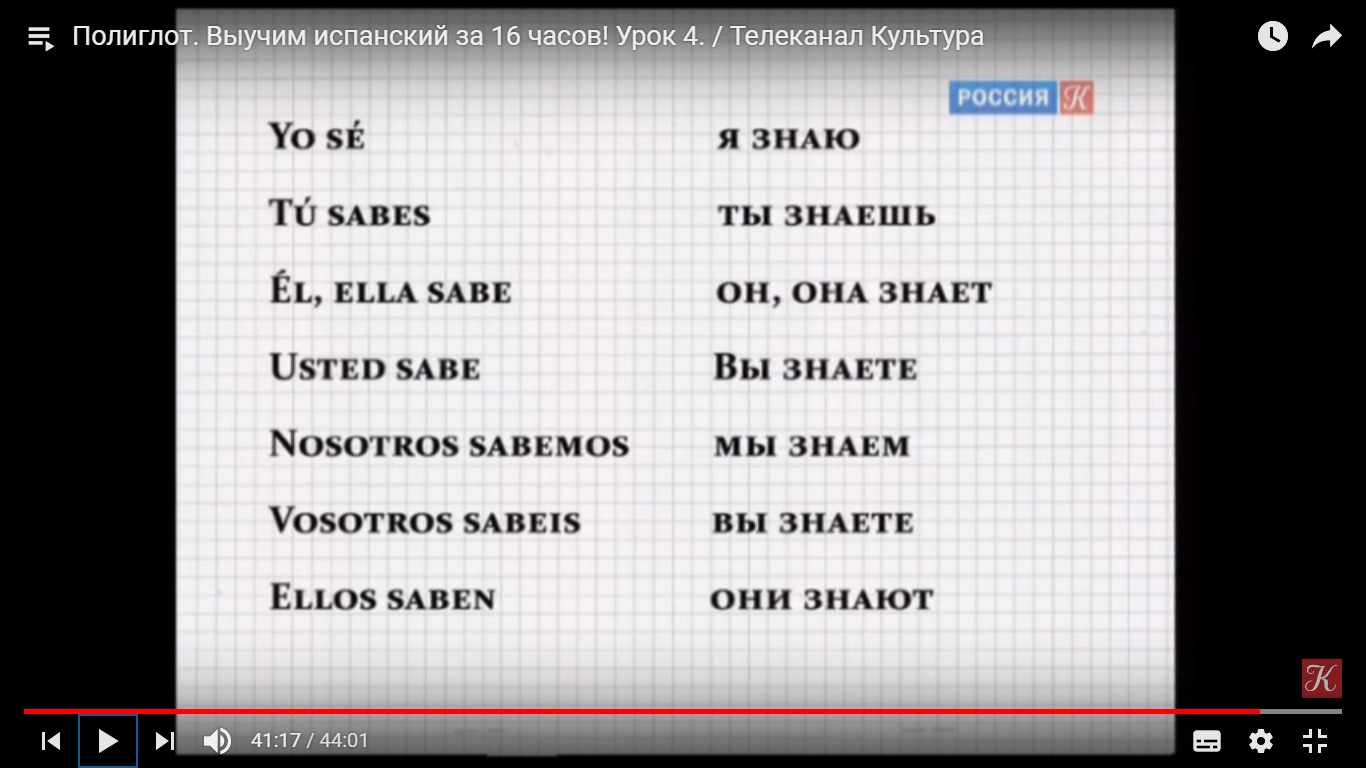 Полиглот. Выучим испанский за 16 часов! Урок 4. / Телеканал Культура
РОССИЯ К
Yo sé я знаю
Tú sabes ты знаешь
Él, ella sabe он, она знает
Usted sabe Вы знаете
Nosotros sabemos мы знаем
Vosotros sabeis вы знаете
Ellos saben они знают
К
41:17 / 44:01